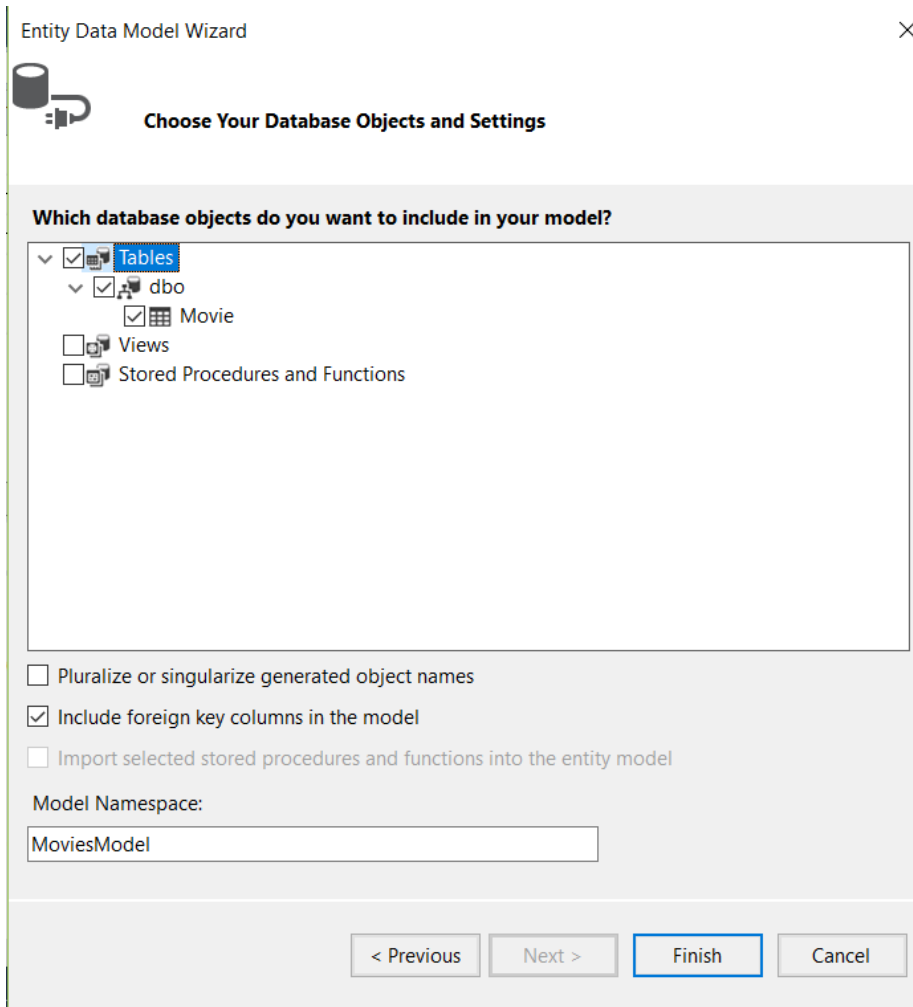 Entity Data Model Wizard
Choose Your Database Objects and Settings
Which database objects do you want to include in your model?
Tables
dbo
Movie
Views
Stored Procedures and Functions
Pluralize or singularize generated object names
Include foreign key columns in the model
Import selected stored procedures and functions into the entity model
Model Namespace:
MoviesModel
< Previous Next > Finish Cancel